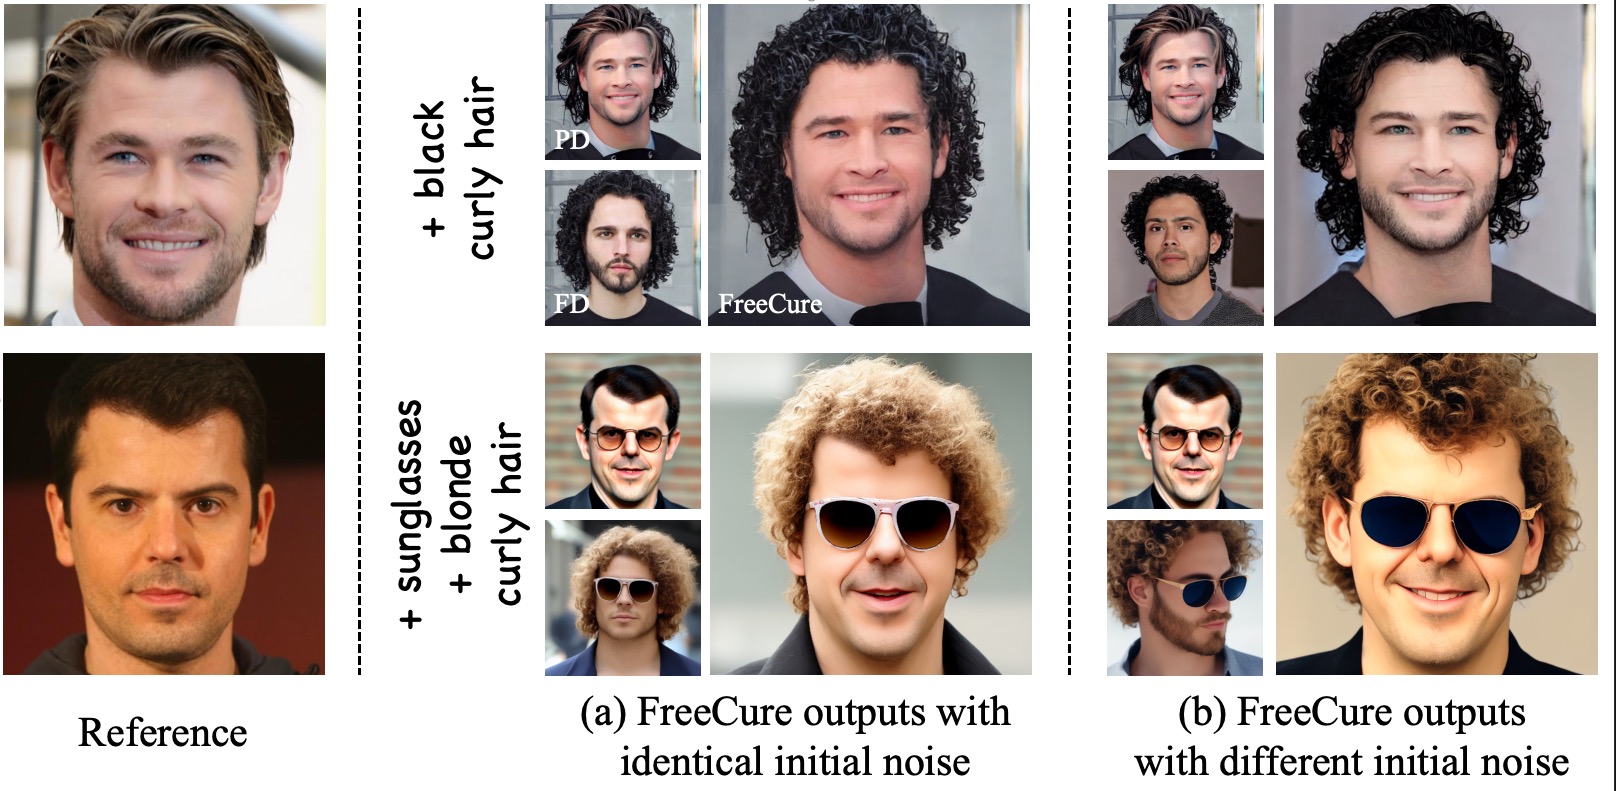 + black
curly hair
PD
FD
FreeCure
+ sunglasses
+ blonde
curly hair
Reference
(a) FreeCure outputs with
identical initial noise
(b) FreeCure outputs
with different initial noise